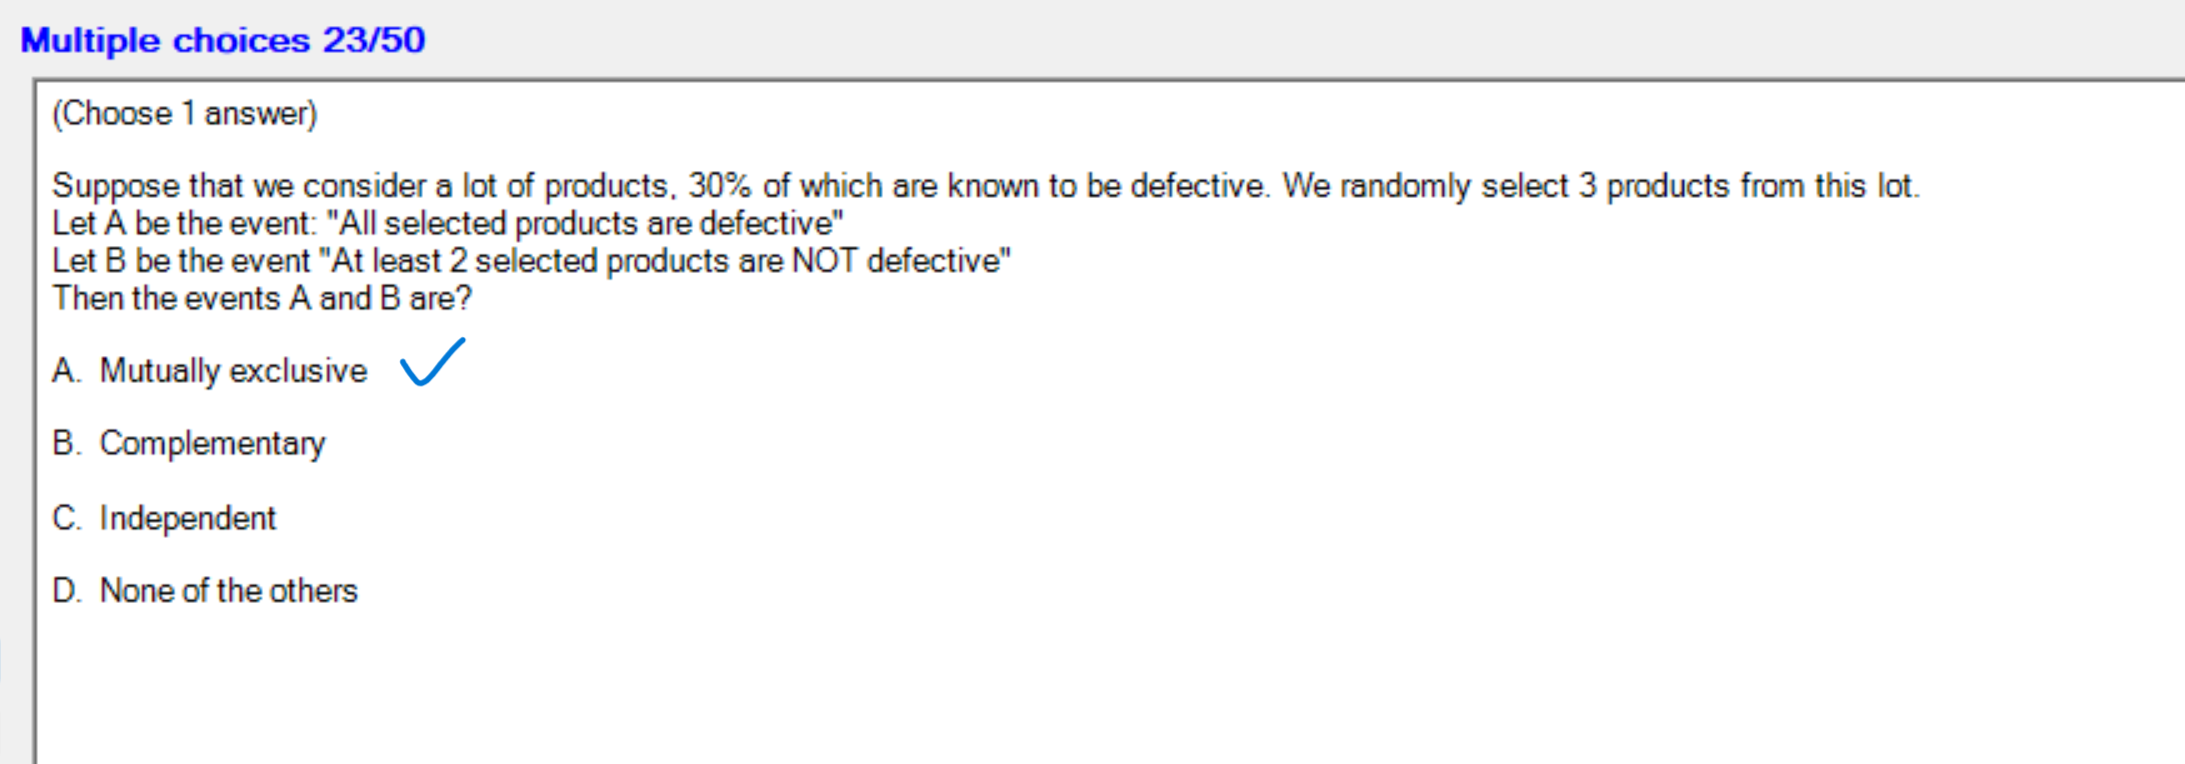 Multiple choices 23/50
(Choose 1 answer)
Suppose that we consider a lot of products, 30% of which are known to be defective. We randomly select 3 products from this lot.
Let A be the event: "All selected products are defective"
Let B be the event "At least 2 selected products are NOT defective"
Then the events A and B are?
A. Mutually exclusive
B. Complementary
C. Independent
D. None of the others